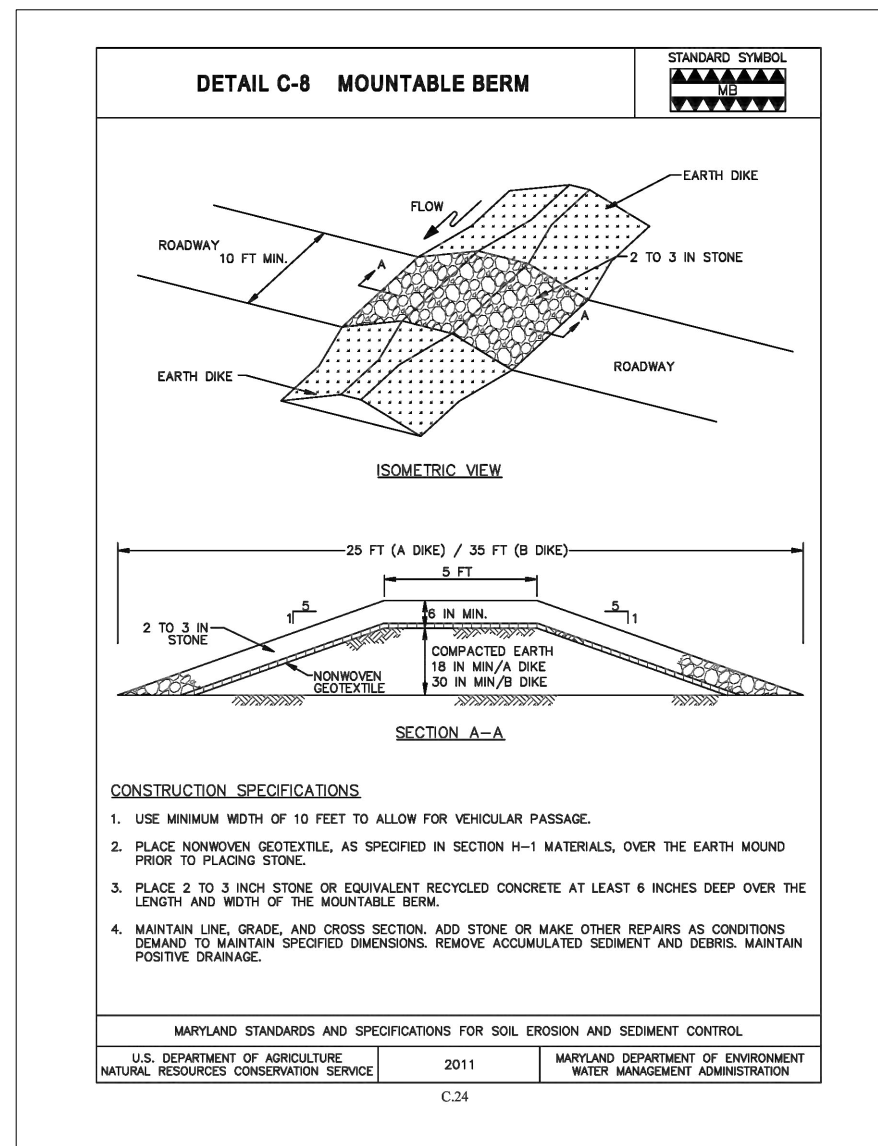 DETAIL C-8 MOUNTABLE BERM
STANDARD SYMBOL
MB
EARTH DIKE
FLOW
ROADWAY
10 FT MIN.
A
2 TO 3 IN STONE
A
ROADWAY
EARTH DIKE
ISOMETRIC VIEW
25 FT (A DIKE) / 35 FT (B DIKE)
5 FT
5
1
6 IN MIN.
5
1
2 TO 3 IN
STONE
NONWOVEN
GEOTEXTILE
COMPACTED EARTH
18 IN MIN/A DIKE
30 IN MIN/B DIKE
SECTION A-A
CONSTRUCTION SPECIFICATIONS
1. USE MINIMUM WIDTH OF 10 FEET TO ALLOW FOR VEHICULAR PASSAGE.
2. PLACE NONWOVEN GEOTEXTILE, AS SPECIFIED IN SECTION H-1 MATERIALS, OVER THE EARTH MOUND
PRIOR TO PLACING STONE.
3. PLACE 2 TO 3 INCH STONE OR EQUIVALENT RECYCLED CONCRETE AT LEAST 6 INCHES DEEP OVER THE
LENGTH AND WIDTH OF THE MOUNTABLE BERM.
4. MAINTAIN LINE, GRADE, AND CROSS SECTION. ADD STONE OR MAKE OTHER REPAIRS AS CONDITIONS
DEMAND TO MAINTAIN SPECIFIED DIMENSIONS. REMOVE ACCUMULATED SEDIMENT AND DEBRIS. MAINTAIN
POSITIVE DRAINAGE.
MARYLAND STANDARDS AND SPECIFICATIONS FOR SOIL EROSION AND SEDIMENT CONTROL
U.S. DEPARTMENT OF AGRICULTURE
NATURAL RESOURCES CONSERVATION SERVICE
2011
MARYLAND DEPARTMENT OF ENVIRONMENT
WATER MANAGEMENT ADMINISTRATION
C.24